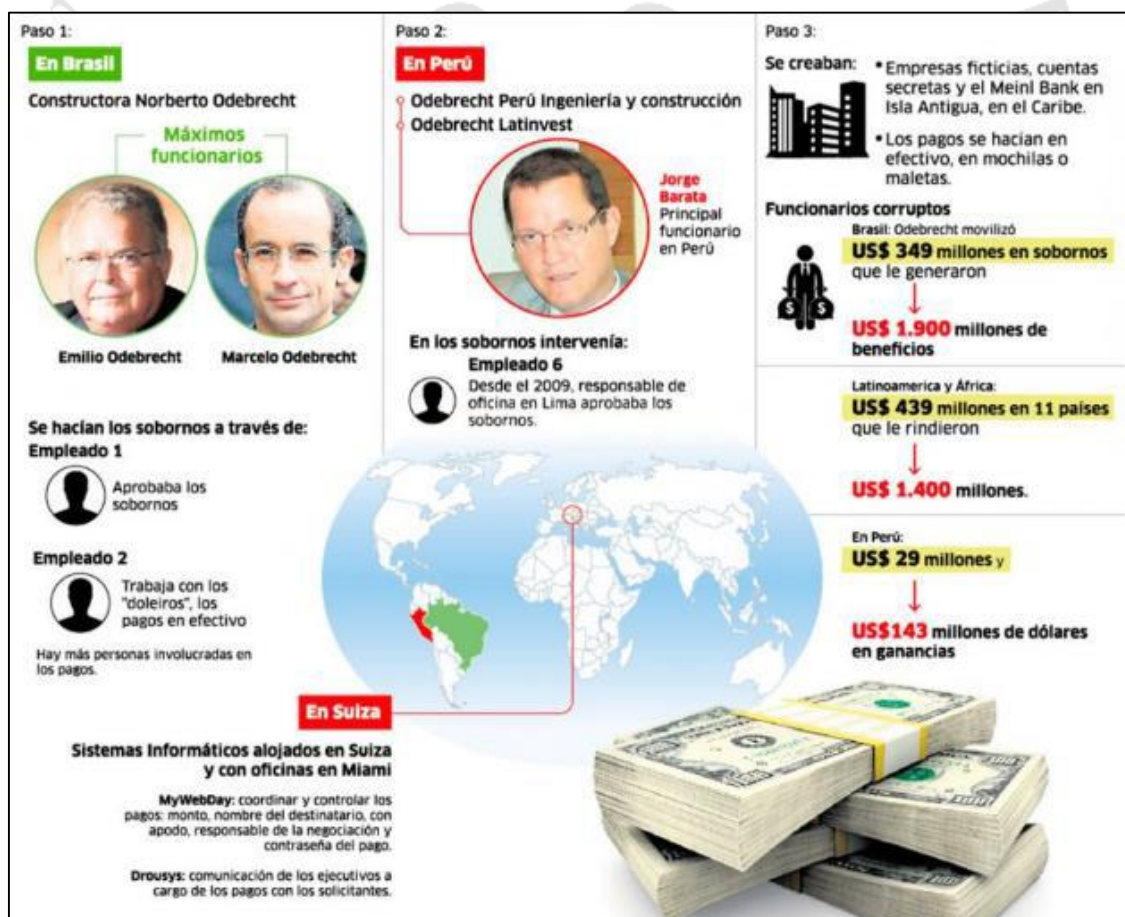 Paso 1:
En Brasil
Constructora Norberto Odebrecht
Máximos
funcionarios
Emilio Odebrecht
Marcelo Odebrecht
Se hacían los sobornos a través de:
Empleado 1
Aprobaba los
sobornos
Empleado 2
Trabaja con los
"doleiros", los
pagos en efectivo
Hay más personas involucradas en
los pagos.
Paso 2:
En Perú
Odebrecht Perú Ingeniería y construcción
Odebrecht Latinvest
Jorge
Barata
Principal
funcionario
en Perú
En los sobornos intervenía:
Empleado 6
Desde el 2009, responsable de
oficina en Lima aprobaba los
sobornos.
En Suiza
Sistemas Informáticos alojados en Suiza
y con oficinas en Miami
MyWebDay: coordinar y controlar los
pagos: monto, nombre del destinatario, con
apodo, responsable de la negociación y
contraseña del pago.
Drousys: comunicación de los ejecutivos a
cargo de los pagos con los solicitantes.
Paso 3:
Se creaban:
• Empresas ficticias, cuentas
secretas y el Meinl Bank en
Isla Antigua, en el Caribe.
• Los pagos se hacian en
efectivo, en mochilas o
maletas.
Funcionarios corruptos
Brasil: Odebrecht movilizó
US$ 349 millones en sobornos
que le generaron
US$ 1.900 millones de
beneficios
Latinoamerica y África:
US$ 439 millones en 11 países
que le rindieron
US$ 1.400 millones.
En Perú:
US$ 29 millones y
US$143 millones de dólares
en ganancias